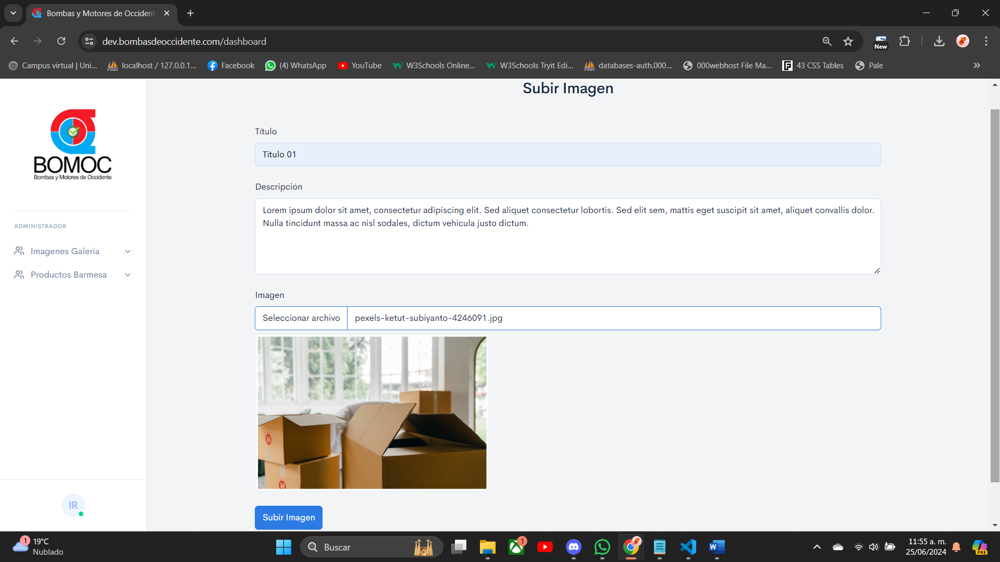 Bombas y Motores de Occident
dev.bombasdeoccidente.com/dashboard
New
Campus virtual | Uni...
localhost / 127.0.0.1...
Facebook
(4) WhatsApp
YouTube
W3Schools Online...
W3Schools Tryit Edi...
databases-auth.000...
000webhost File Ma...
43 CSS Tables
Pale
BOMOC
Bombas y Motores de Occidente
ADMINISTRADOR
Imagenes Galería
Productos Barmesa
IR
Subir Imagen
Título
Titulo 01
Descripción
Lorem ipsum dolor sit amet, consectetur adipiscing elit. Sed aliquet consectetur lobortis. Sed elit sem, mattis eget suscipit sit amet, aliquet convallis dolor.
Nulla tincidunt massa ac nisl sodales, dictum vehicula justo dictum.
Imagen
Seleccionar archivo
pexels-ketut-subiyanto-4246091.jpg
H
H
Subir Imagen
1
19°C
Nublado
Buscar
1
W
11:55 a. m.
25/06/2024
PRE